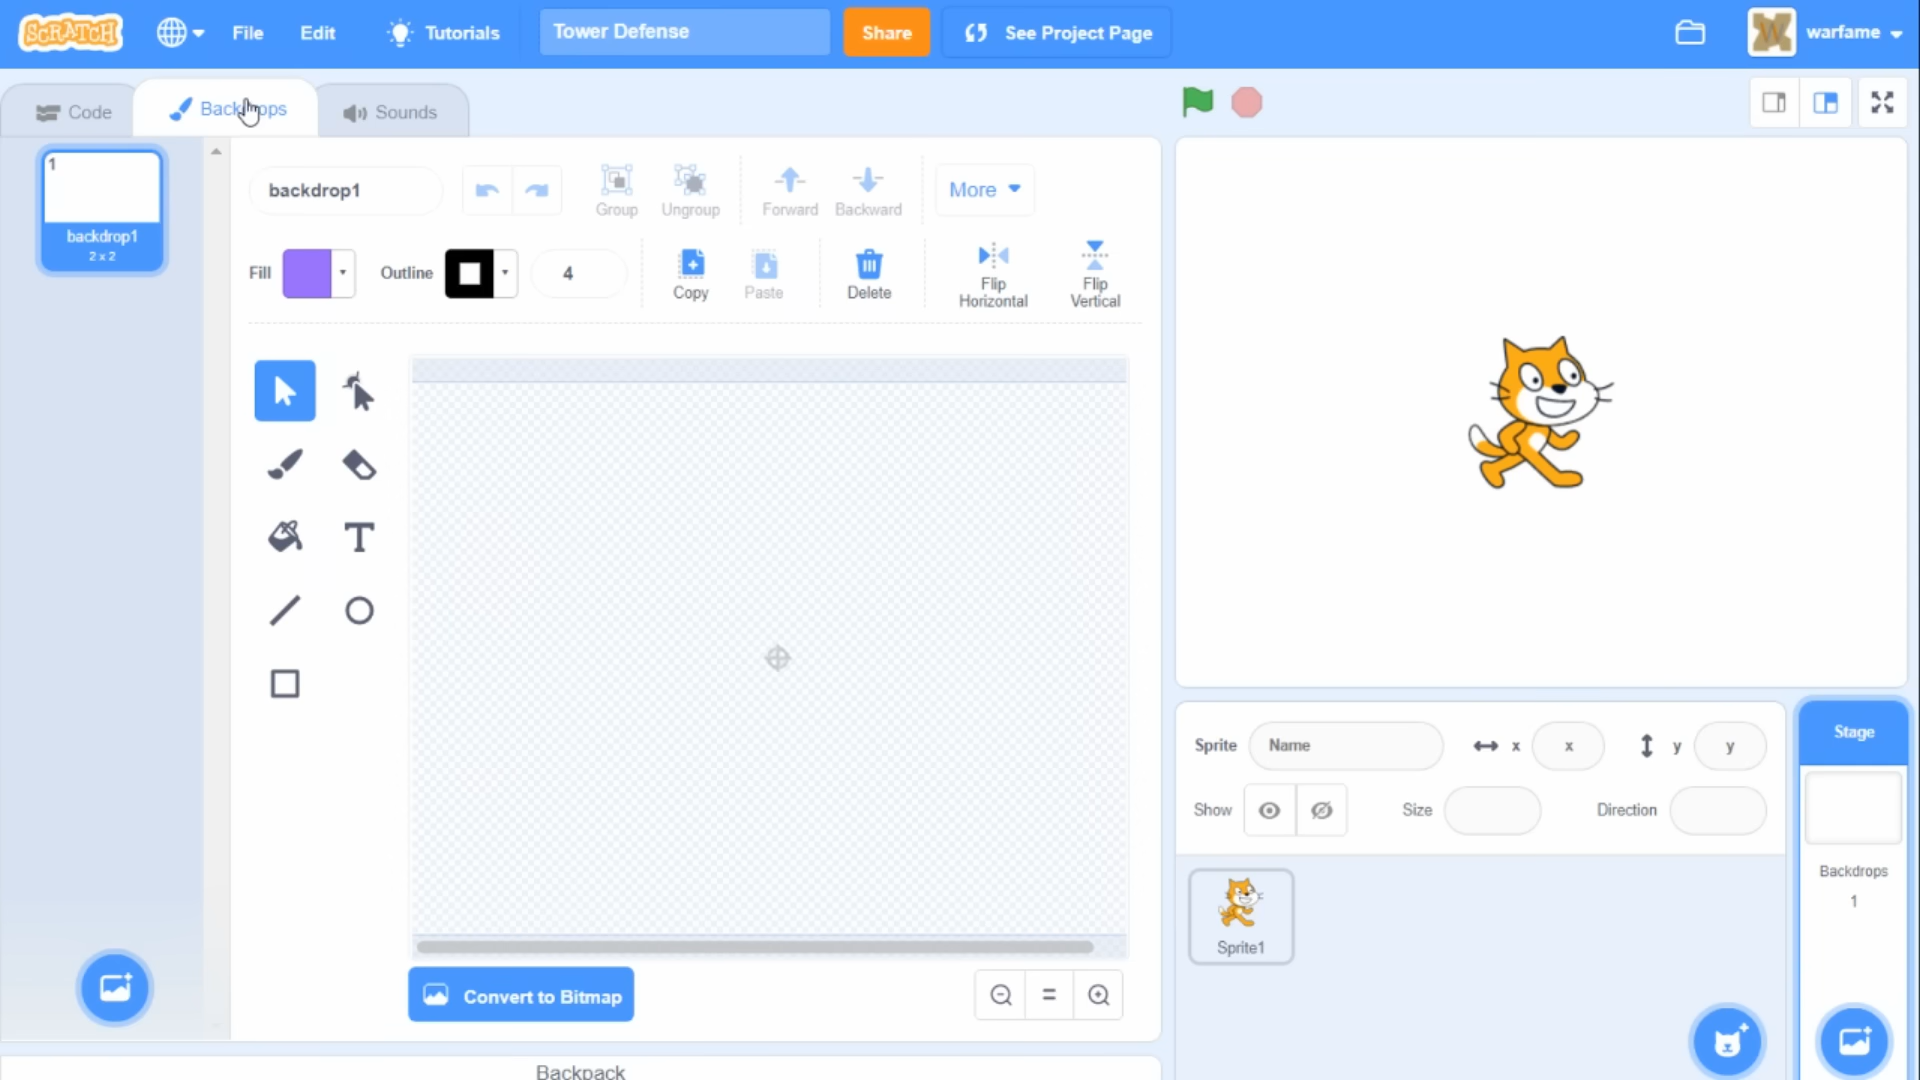 SCRATCH
File
Edit
Tutorials
Tower Defense
Share
See Project Page
W
warfame
Code
Backdrops
Sounds
1
backdrop1
2 x 2
backdrop1
Group
Ungroup
Forward
Backward
More
Fill
Outline
4
Copy
Paste
Delete
Flip
Horizontal
Flip
Vertical
T
Convert to Bitmap
Backpack
Sprite
Name
x
x
y
y
Show
Size
Direction
Sprite1
Stage
Backdrops
1